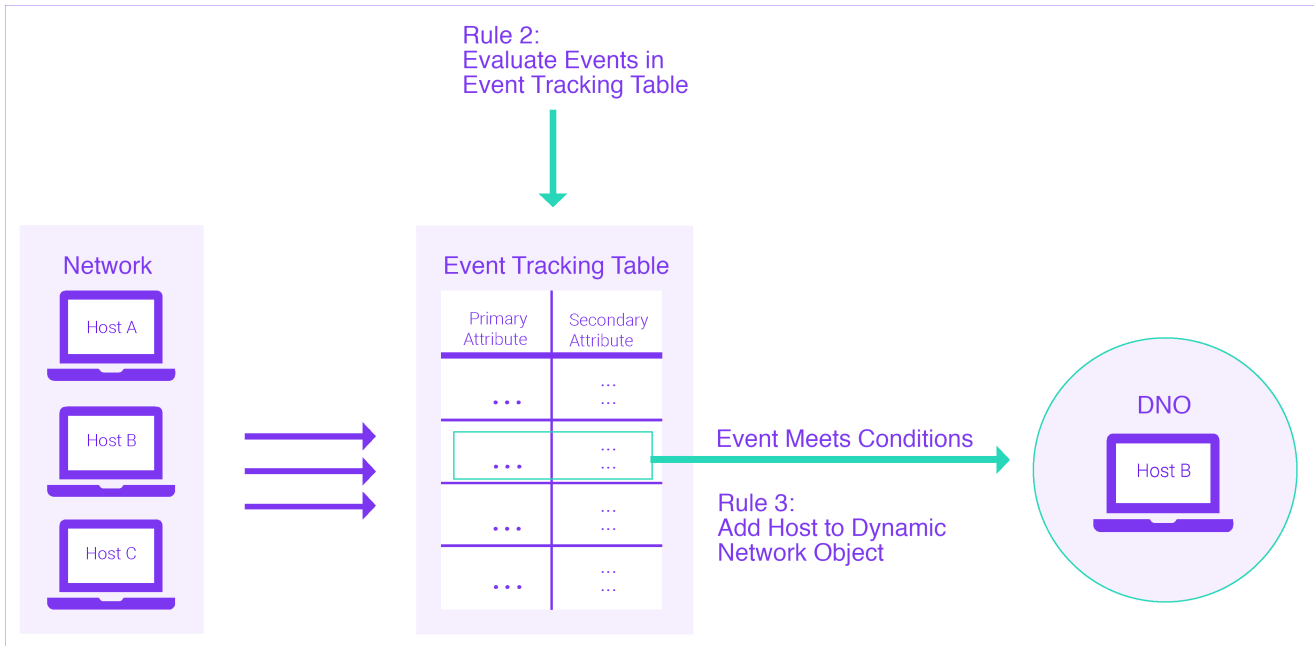 Rule 2:
Evaluate Events in
Event Tracking Table
Network
Host A
Host B
Host C
Event Tracking Table
Primary
Attribute
Secondary
Attribute
...
...
...
...
...
...
...
...
...
...
...
...
Event Meets Conditions
Rule 3:
Add Host to Dynamic
Network Object
DNO
Host B